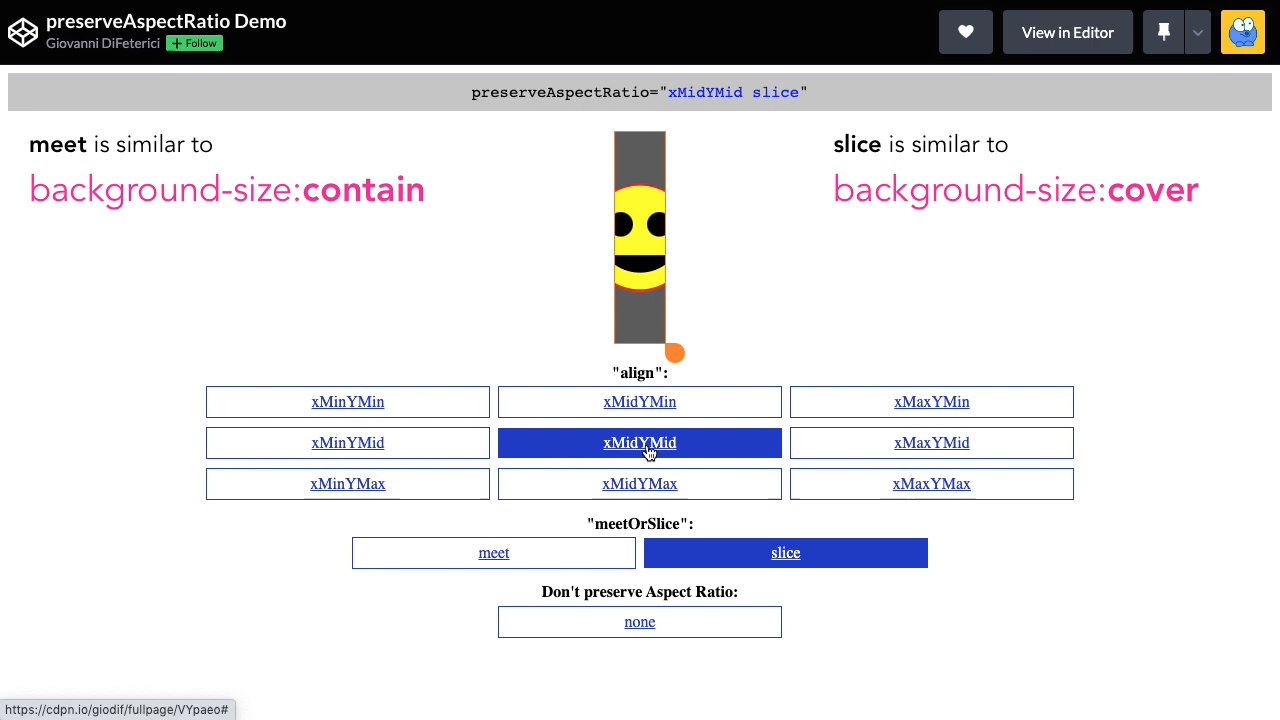 preserveAspectRatio Demo
Giovanni DiFeterici + Follow
View in Editor
preserveAspectRatio="xMidYMid slice"
meet is similar to
background-size:contain
slice is similar to
background-size:cover
"align":
xMinYMin xMidYMin xMaxYMin
xMinYMid xMidYMid xMaxYMid
xMinYMax xMidYMax xMaxYMax
"meetOrSlice":
meet slice
Don't preserve Aspect Ratio:
none
https://cdpn.io/giodif/fullpage/VYpaeo#